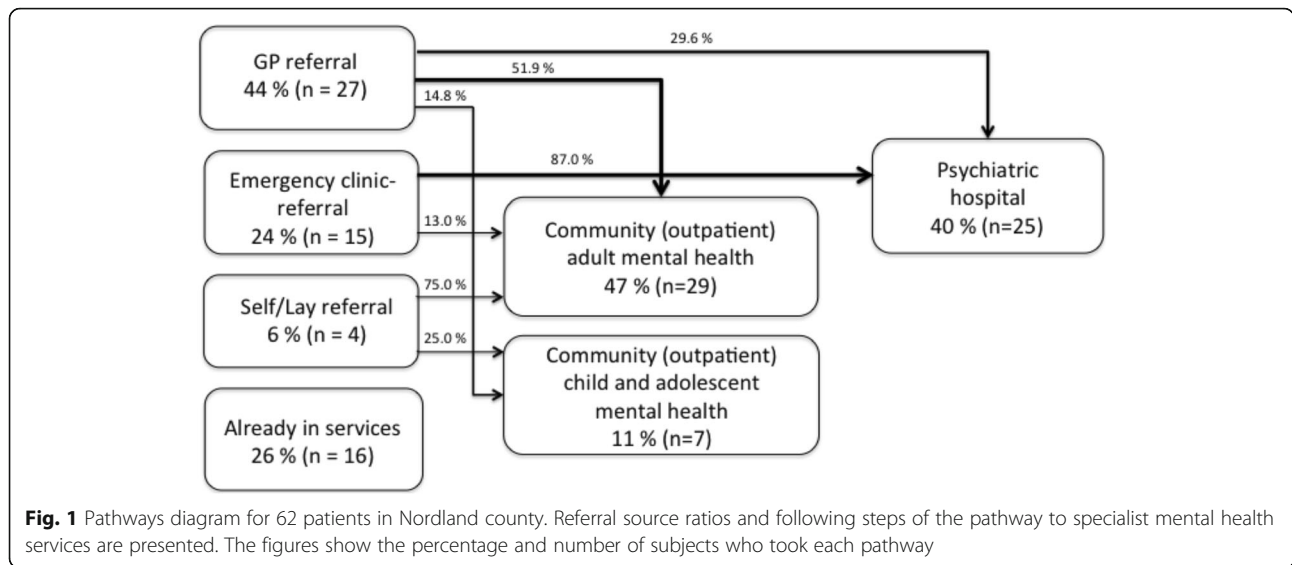 GP referral
44 % (n = 27)
29.6 %
51.9 %
14.8 %
Emergency clinic-
referral
24 % (n = 15)
87.0 %
13.0 %
Self/Lay referral
6 % (n = 4)
75.0 %
25.0 %
Already in services
26 % (n = 16)
Community (outpatient)
adult mental health
47 % (n=29)
Community (outpatient)
child and adolescent
mental health
11 % (n=7)
Psychiatric
hospital
40 % (n=25)
Fig. 1 Pathways diagram for 62 patients in Nordland county. Referral source ratios and following steps of the pathway to specialist mental health
services are presented. The figures show the percentage and number of subjects who took each pathway